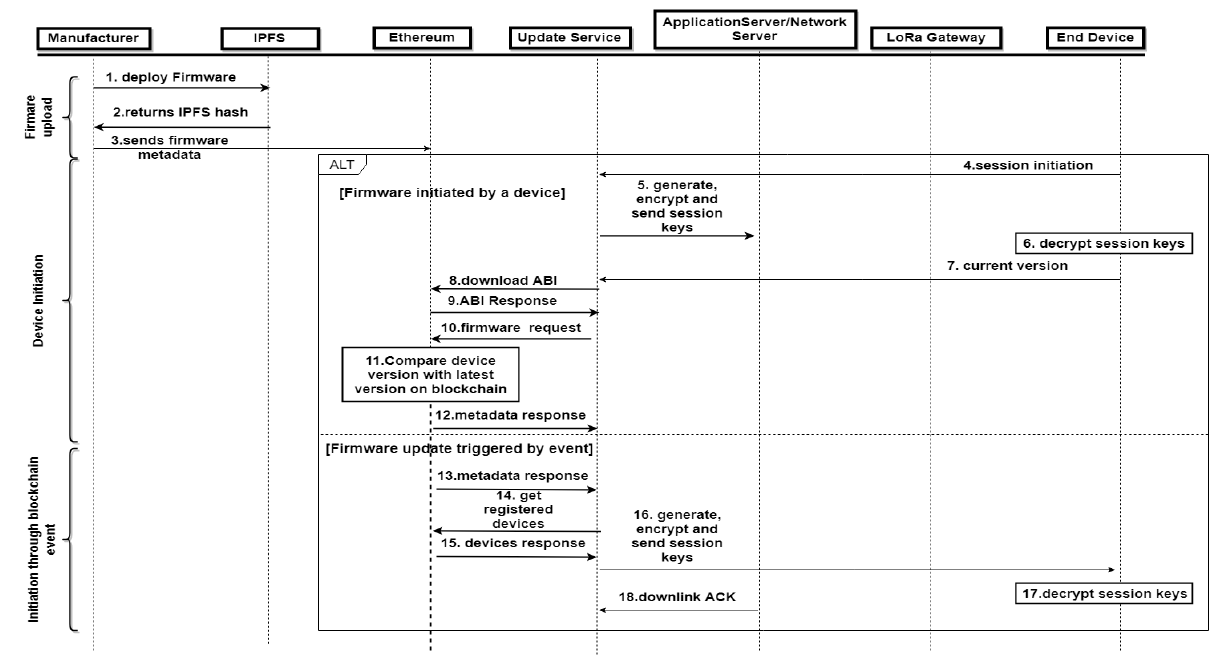 Manufacturer
IPFS
Ethereum
Update Service
ApplicationServer/Network
Server
LoRa Gateway
End Device
Firmare
upload
1. deploy Firmware
2.returns IPFS hash
3.sends firmware
metadata
Device Initiation
ALT
4.session initiation
[Firmware initiated by a device]
5. generate,
encrypt and
send session
keys
6. decrypt session keys
7. current version
8.download ABI
9.ABI Response
10.firmware request
11.Compare device
version with latest
version on blockchain
12.metadata response
Initiation through blockchain
event
[Firmware update triggered by event]
13.metadata response
14. get
registered
devices
15. devices response
16. generate,
encrypt and
send session
keys
17.decrypt session keys
18.downlink ACK